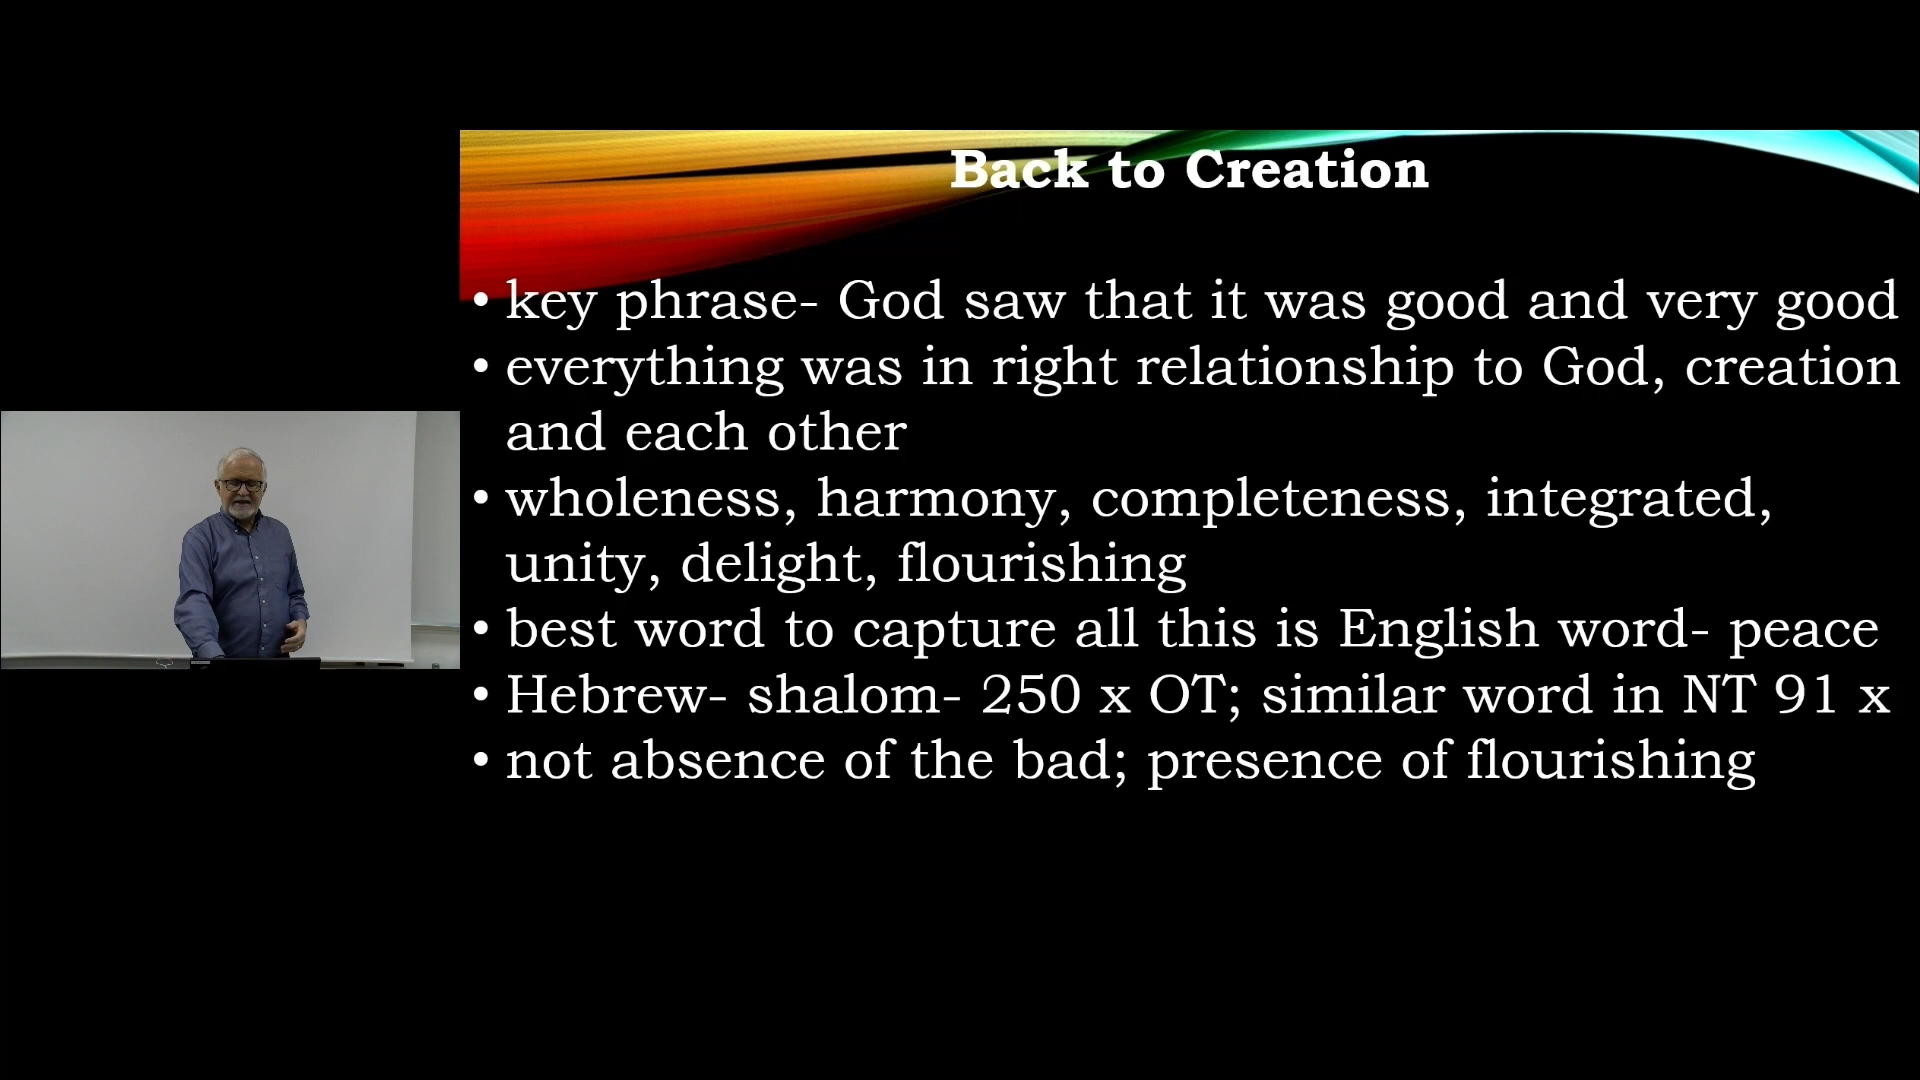 Back to Creation
• key phrase- God saw that it was good and very good
• everything was in right relationship to God, creation
and each other
• wholeness, harmony, completeness, integrated,
unity, delight, flourishing
• best word to capture all this is English word- peace
• Hebrew- shalom- 250 x OT; similar word in NT 91 x
• not absence of the bad; presence of flourishing